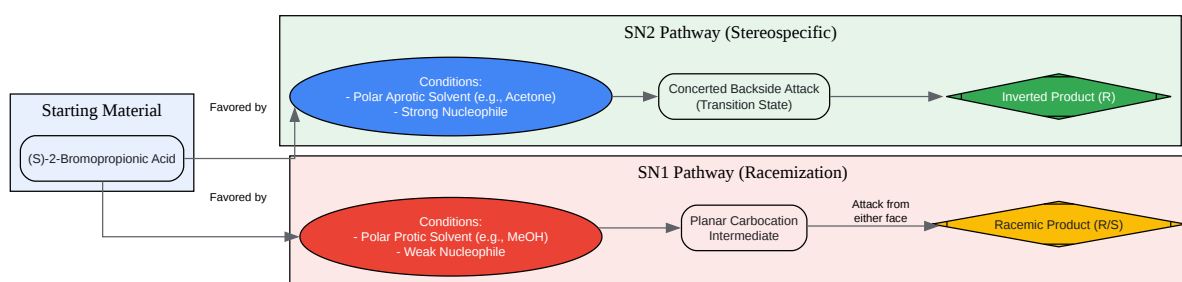 SN2 Pathway (Stereospecific)
Conditions:
- Polar Aprotic Solvent (e.g., Acetone)
- Strong Nucleophile
Concerted Backside Attack
(Transition State)
Inverted Product (R)
Starting Material
(S)-2-Bromopropionic Acid
Favored by
Favored by
SN1 Pathway (Racemization)
Conditions:
- Polar Protic Solvent (e.g., MeOH)
- Weak Nucleophile
Planar Carbocation
Intermediate
Attack from
either face
Racemic Product (R/S)